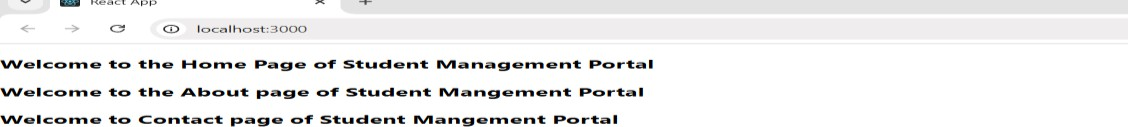 React App
localhost:3000
Welcome to the Home Page of Student Management Portal
Welcome to the About page of Student Mangement Portal
Welcome to Contact page of Student Mangement Portal